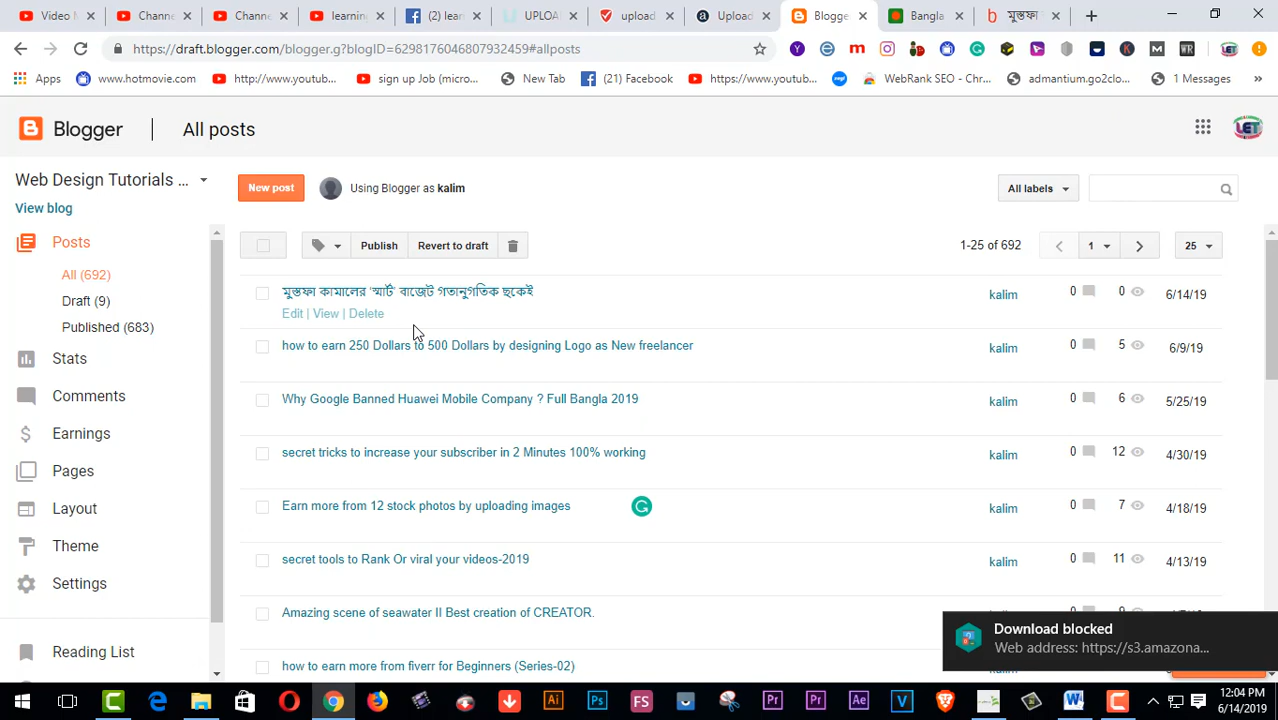 Video M
Channe
Channe
learning
(2) lear
UPLOA
upload
Upload
Blogge
Bangla
মুস্তফা
https://draft.blogger.com/blogger.g?blogID=6298176046807932459#allposts
Apps
www.hotmovie.com
http://www.youtub...
sign up Job (micro...
New Tab
(21) Facebook
https://www.youtub...
WebRank SEO - Chr...
admantium.go2clo...
1 Messages
»
Blogger
All posts
LET
Web Design Tutorials ...
View blog
New post
Using Blogger as kalim
All labels
Publish
Revert to draft
1-25 of 692
1
25
Posts
All (692)
Draft (9)
Published (683)
Stats
Comments
Earnings
Pages
Layout
Theme
Settings
Reading List
মুস্তফা কামালের 'স্মার্ট' বাজেট গতানুগতিক ছকেই
kalim
0
0
6/14/19
Edit | View | Delete
how to earn 250 Dollars to 500 Dollars by designing Logo as New freelancer
kalim
0
5
6/9/19
Why Google Banned Huawei Mobile Company ? Full Bangla 2019
kalim
0
6
5/25/19
secret tricks to increase your subscriber in 2 Minutes 100% working
kalim
0
12
4/30/19
Earn more from 12 stock photos by uploading images
kalim
0
7
4/18/19
secret tools to Rank Or viral your videos-2019
kalim
0
11
4/13/19
Amazing scene of seawater II Best creation of CREATOR.
how to earn more from fiverr for Beginners (Series-02)
Download blocked
Web address: https://s3.amazona...
12:04 PM
6/14/2019